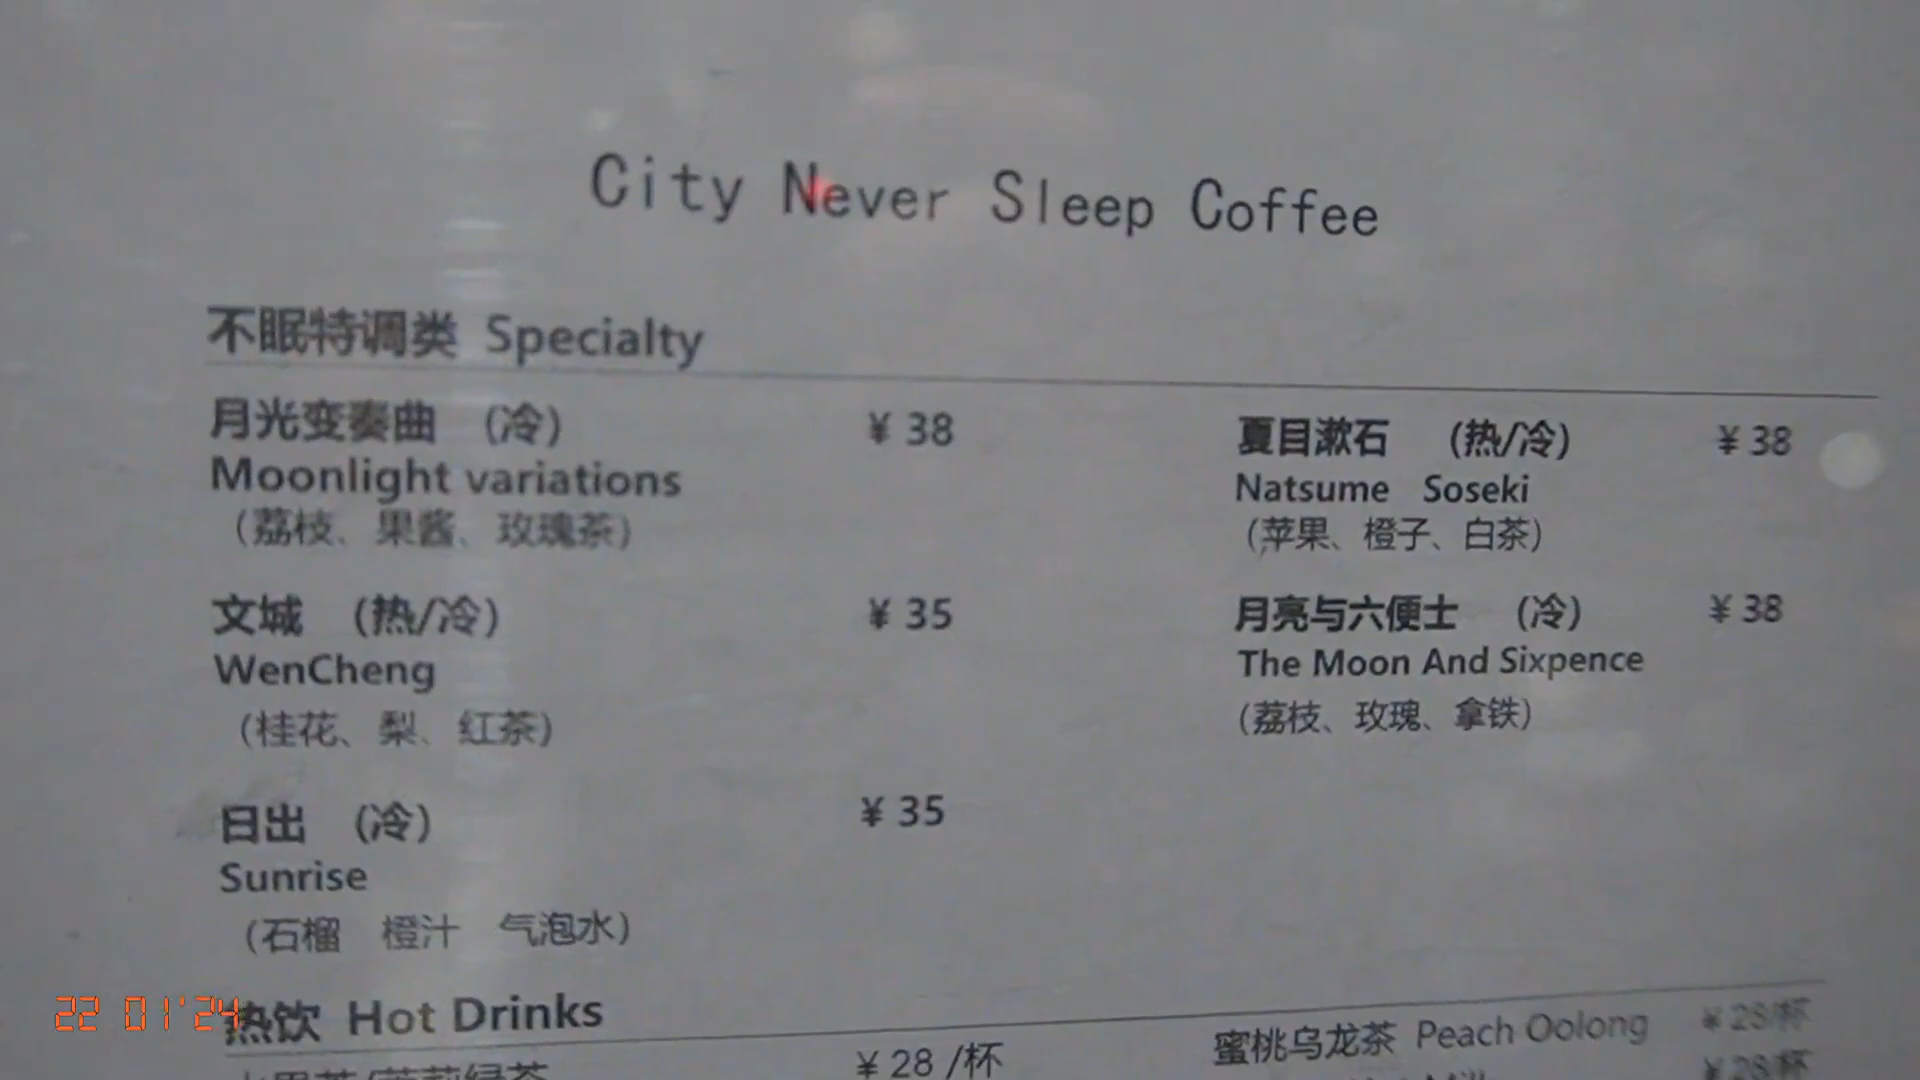 City Never Sleep Coffee
不眠特调类 Specialty
月光变奏曲 (冷) ¥ 38
Moonlight variations
(荔枝、果酱、玫瑰茶)
夏目漱石 (热/冷) ¥ 38
Natsume Soseki
(苹果、橙子、白茶)
文城 (热/冷) ¥ 35
WenCheng
(桂花、梨、红茶)
月亮与六便士 (冷) ¥ 38
The Moon And Sixpence
(荔枝、玫瑰、拿铁)
日出 (冷) ¥ 35
Sunrise
(石榴 橙汁 气泡水)
热饮 Hot Drinks
¥ 28 /杯
蜜桃乌龙茶 Peach Oolong ¥ 28/杯
¥ 28/杯
22 01'24